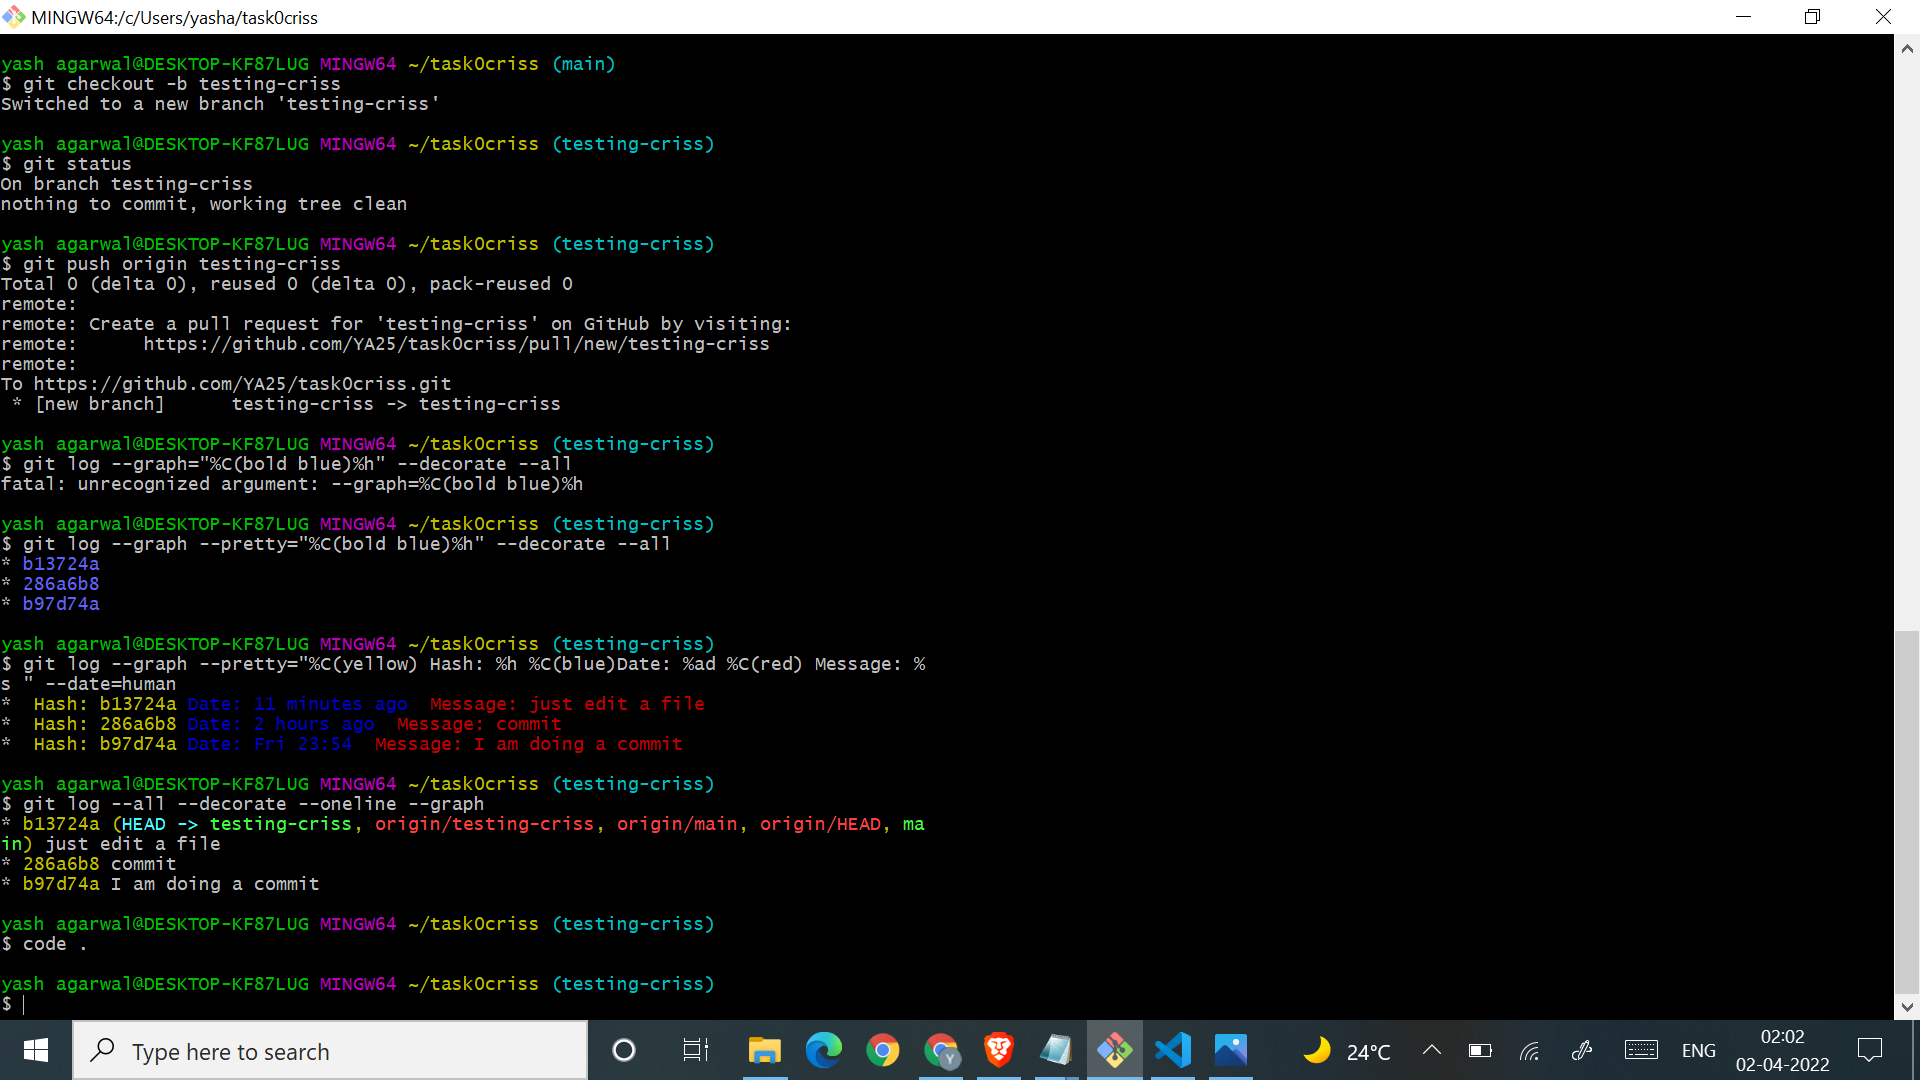 MINGW64:/c/Users/yasha/task0criss
yash agarwal@DESKTOP-KF87LUG MINGW64 ~/task0criss (main)
$ git checkout -b testing-criss
Switched to a new branch 'testing-criss'
yash agarwal@DESKTOP-KF87LUG MINGW64 ~/task0criss (testing-criss)
$ git status
On branch testing-criss
nothing to commit, working tree clean
yash agarwal@DESKTOP-KF87LUG MINGW64 ~/task0criss (testing-criss)
$ git push origin testing-criss
Total 0 (delta 0), reused 0 (delta 0), pack-reused 0
remote:
remote: Create a pull request for 'testing-criss' on GitHub by visiting:
remote:      https://github.com/YA25/task0criss/pull/new/testing-criss
remote:
To https://github.com/YA25/task0criss.git
 * [new branch]      testing-criss -> testing-criss
yash agarwal@DESKTOP-KF87LUG MINGW64 ~/task0criss (testing-criss)
$ git log --graph="%C(bold blue)%h" --decorate --all
fatal: unrecognized argument: --graph=%C(bold blue)%h
yash agarwal@DESKTOP-KF87LUG MINGW64 ~/task0criss (testing-criss)
$ git log --graph --pretty="%C(bold blue)%h" --decorate --all
* b13724a
* 286a6b8
* b97d74a
yash agarwal@DESKTOP-KF87LUG MINGW64 ~/task0criss (testing-criss)
$ git log --graph --pretty="%C(yellow) Hash: %h %C(blue)Date: %ad %C(red) Message: %
s " --date=human
*  Hash: b13724a Date: 11 minutes ago  Message: just edit a file
*  Hash: 286a6b8 Date: 2 hours ago  Message: commit
*  Hash: b97d74a Date: Fri 23:54  Message: I am doing a commit
yash agarwal@DESKTOP-KF87LUG MINGW64 ~/task0criss (testing-criss)
$ git log --all --decorate --oneline --graph
* b13724a (HEAD -> testing-criss, origin/testing-criss, origin/main, origin/HEAD, ma
in) just edit a file
* 286a6b8 commit
* b97d74a I am doing a commit
yash agarwal@DESKTOP-KF87LUG MINGW64 ~/task0criss (testing-criss)
$ code .
yash agarwal@DESKTOP-KF87LUG MINGW64 ~/task0criss (testing-criss)
$
Type here to search
Y
24°C
ENG
02:02
02-04-2022